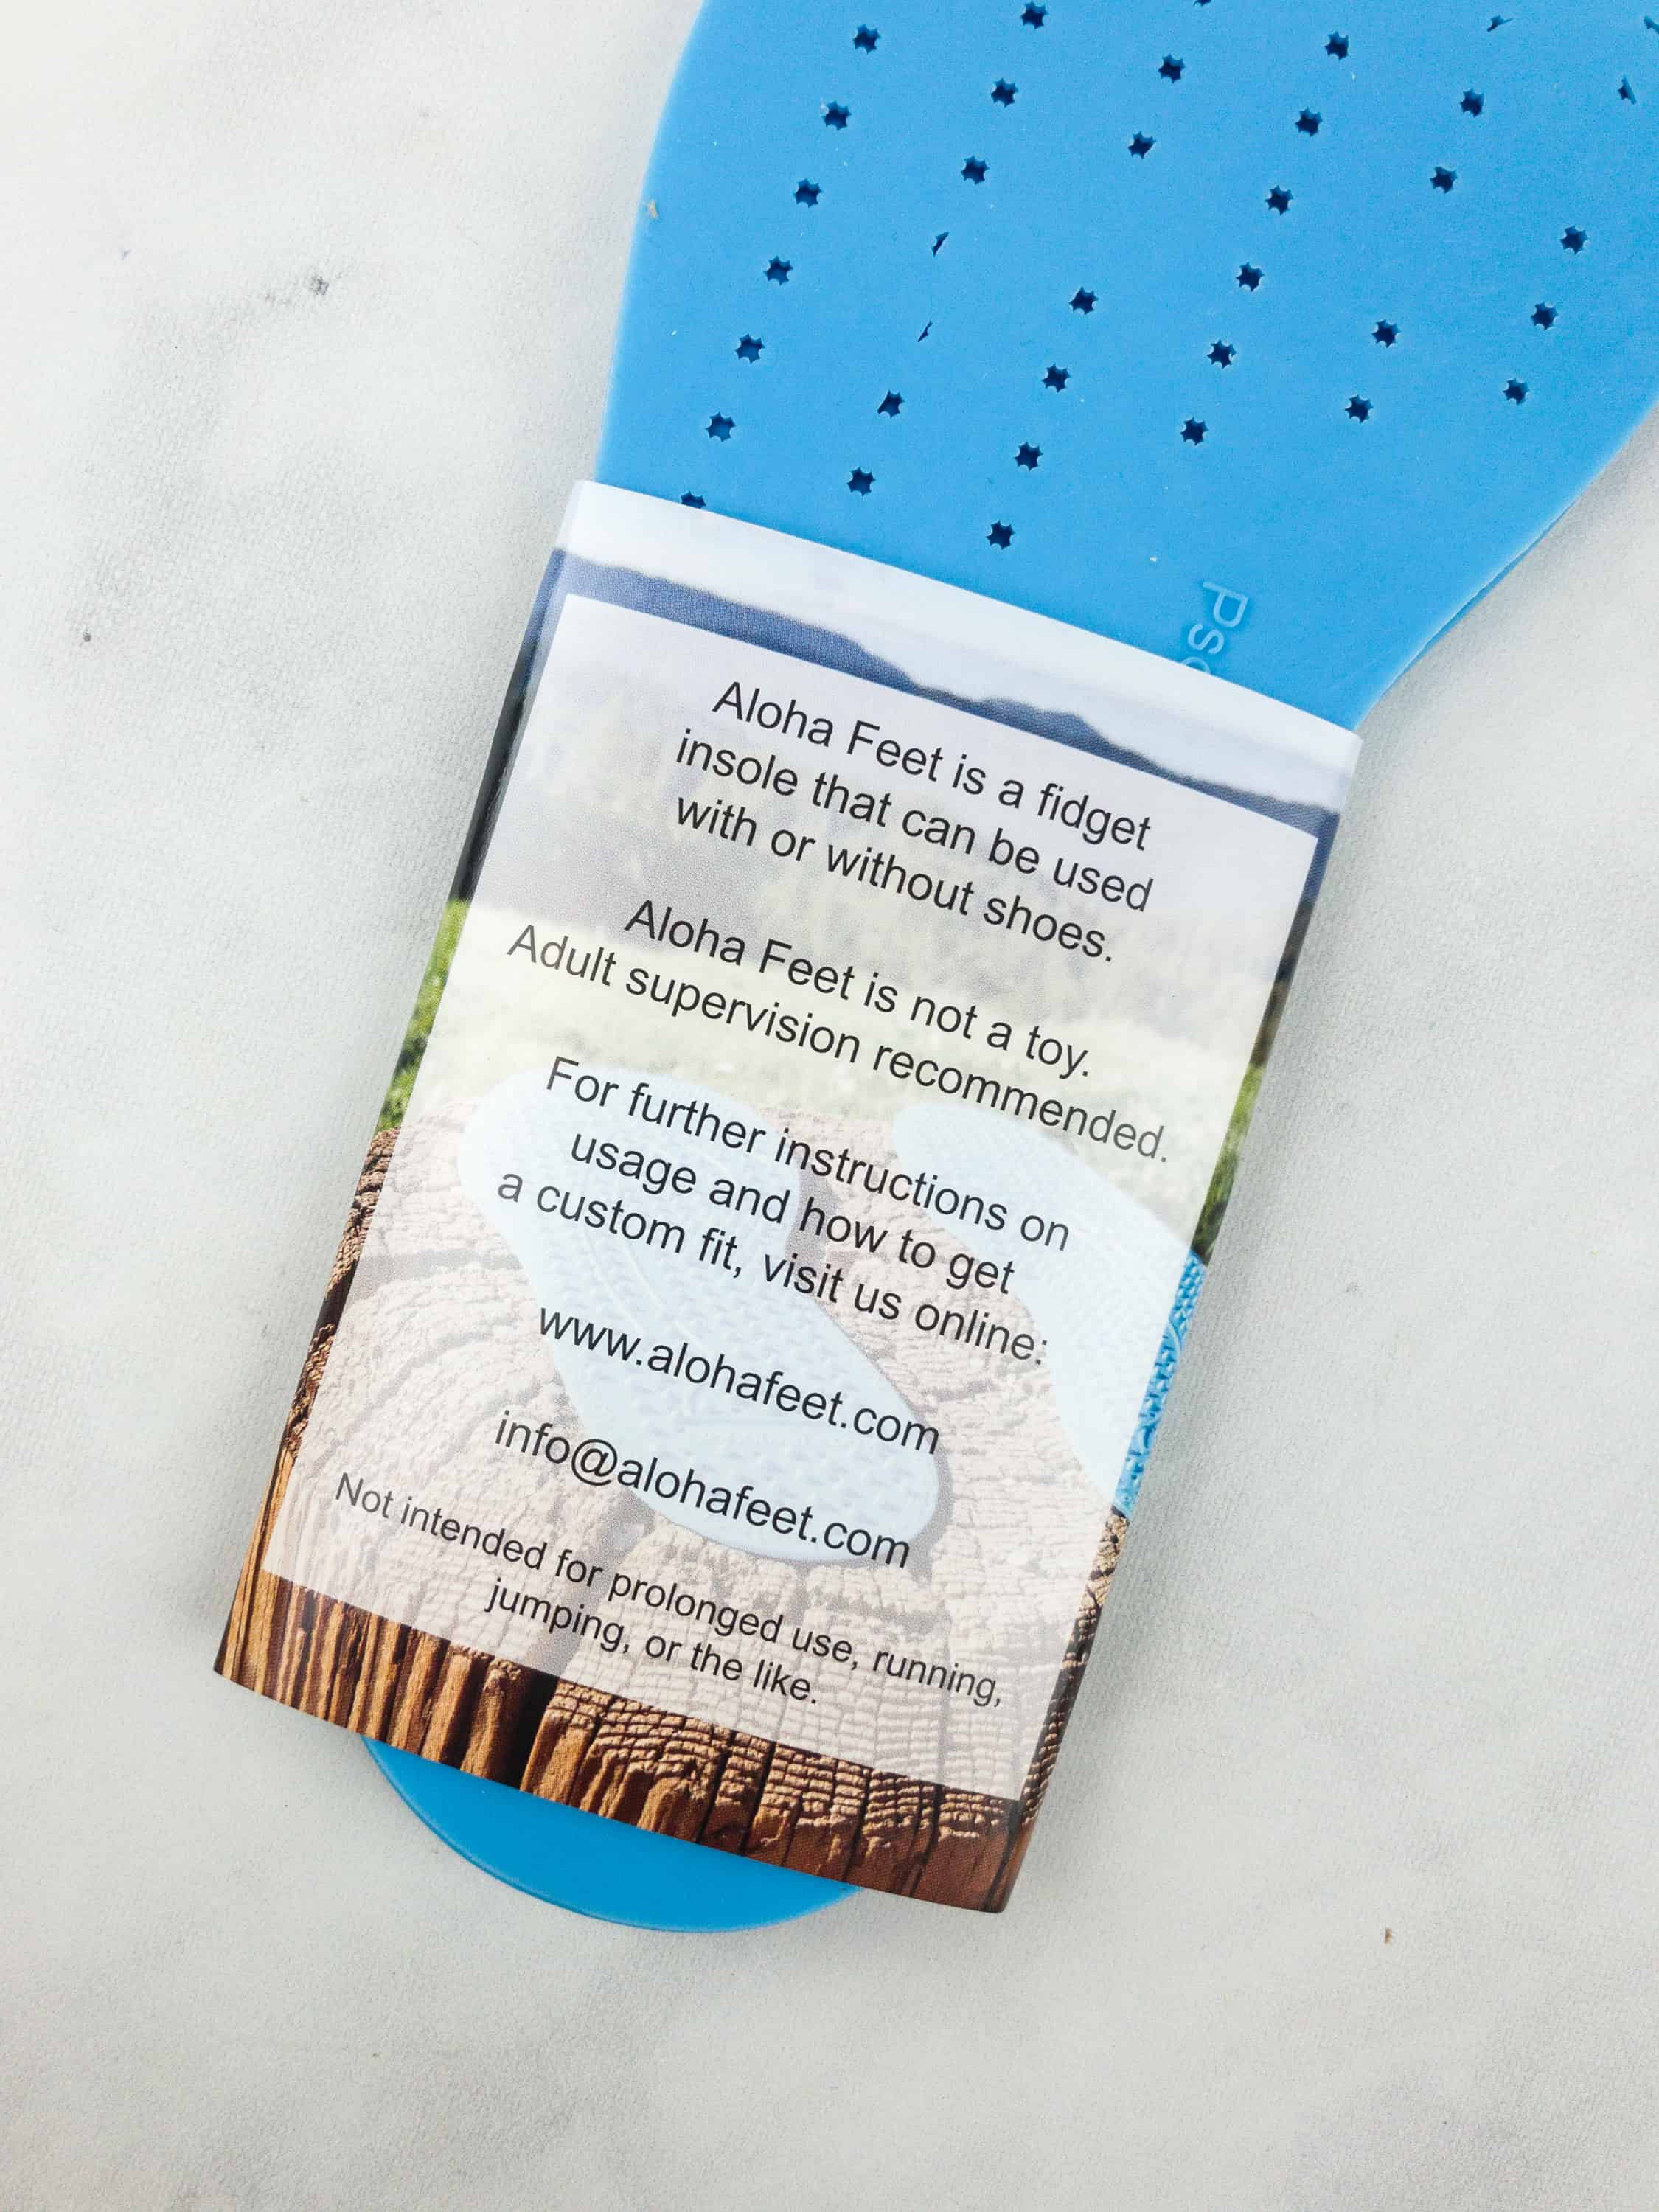 Aloha Feet is a fidget
insole that can be used
with or without shoes.
Aloha Feet is not a toy.
Adult supervision recommended.
For further instructions on
usage and how to get
a custom fit, visit us online:
www.alohafeet.com
info@alohafeet.com
Not intended for prolonged use, running,
jumping, or the like.